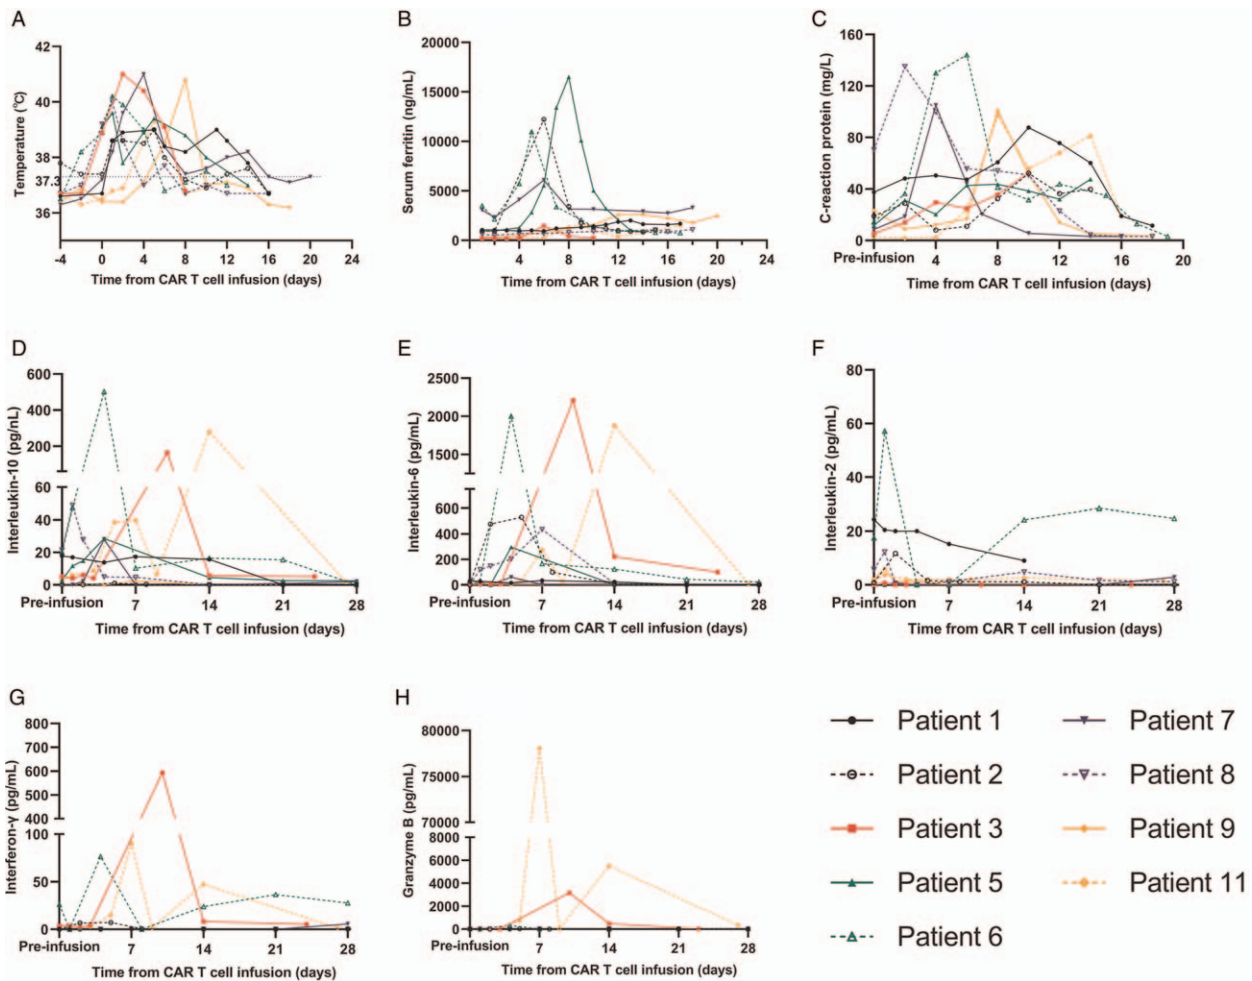 A
Temperature (°C)
42
40
38
37.3
36
-4 0 4 8 12 16 20 24
Time from CAR T cell infusion (days)
B
Serum ferritin (ng/mL)
20000
15000
10000
5000
0
-4 0 4 8 12 16 20 24
Time from CAR T cell infusion (days)
C
C-reaction protein (mg/L)
160
120
80
40
0
Pre-infusion 4 8 12 16 20
Time from CAR T cell infusion (days)
D
Interleukin-10 (pg/mL)
600
400
200
60
40
20
0
Pre-infusion 7 14 21 28
Time from CAR T cell infusion (days)
E
Interleukin-6 (pg/mL)
2500
2000
1500
600
400
200
0
Pre-infusion 7 14 21 28
Time from CAR T cell infusion (days)
F
Interleukin-2 (pg/mL)
80
60
40
20
0
Pre-infusion 7 14 21 28
Time from CAR T cell infusion (days)
G
Interferon-γ (pg/mL)
800
700
600
500
400
100
50
0
Pre-infusion 7 14 21 28
Time from CAR T cell infusion (days)
H
Granzyme B (pg/mL)
80000
75000
70000
8000
6000
4000
2000
0
Pre-infusion 7 14 21 28
Time from CAR T cell infusion (days)
Patient 1
Patient 2
Patient 3
Patient 5
Patient 6
Patient 7
Patient 8
Patient 9
Patient 11